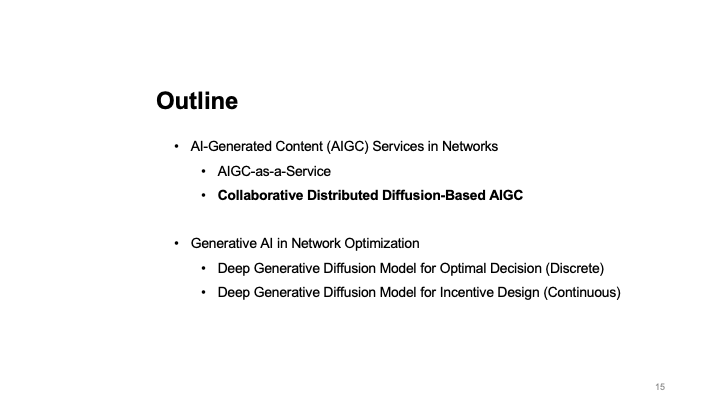 Outline
• AI-Generated Content (AIGC) Services in Networks
• AIGC-as-a-Service
• Collaborative Distributed Diffusion-Based AIGC
• Generative AI in Network Optimization
• Deep Generative Diffusion Model for Optimal Decision (Discrete)
• Deep Generative Diffusion Model for Incentive Design (Continuous)
15